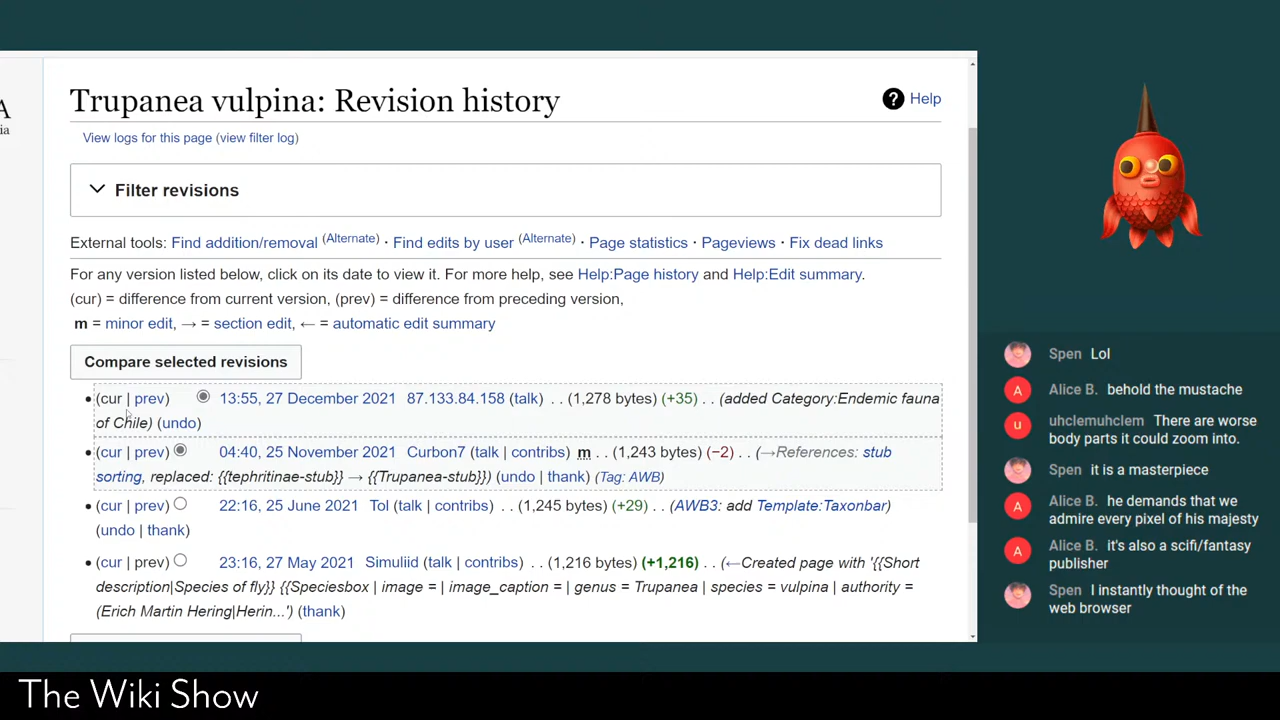 A
ia
Trupanea vulpina: Revision history
? Help
View logs for this page (view filter log)
Filter revisions
External tools: Find addition/removal (Alternate) · Find edits by user (Alternate) · Page statistics · Pageviews · Fix dead links
For any version listed below, click on its date to view it. For more help, see Help:Page history and Help:Edit summary.
(cur) = difference from current version, (prev) = difference from preceding version,
m = minor edit, → = section edit, ← = automatic edit summary
Compare selected revisions
(cur | prev) 13:55, 27 December 2021 87.133.84.158 (talk) . . (1,278 bytes) (+35) . . (added Category:Endemic fauna
of Chile) (undo)
(cur | prev) 04:40, 25 November 2021 Curbon7 (talk | contribs) m . . (1,243 bytes) (−2) . . (→References: stub
sorting, replaced: {{tephritinae-stub}} → {{Trupanea-stub}}) (undo | thank) (Tag: AWB)
(cur | prev) 22:16, 25 June 2021 Tol (talk | contribs) . . (1,245 bytes) (+29) . . (AWB3: add Template:Taxonbar)
(undo | thank)
(cur | prev) 23:16, 27 May 2021 Simuliid (talk | contribs) . . (1,216 bytes) (+1,216) . . (←Created page with '{{Short
description|Species of fly}} {{Speciesbox | image = | image_caption = | genus = Trupanea | species = vulpina | authority =
(Erich Martin Hering|Herin...') (thank)
Spen Lol
A Alice B. behold the mustache
u uhclemuhclem There are worse
body parts it could zoom into.
Spen it is a masterpiece
A Alice B. he demands that we
admire every pixel of his majesty
A Alice B. it's also a scifi/fantasy
publisher
Spen I instantly thought of the
web browser
The Wiki Show